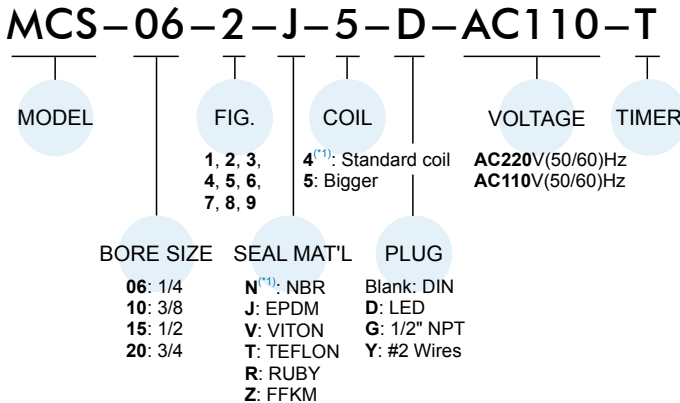 MCS–06–2–J–5–D–AC110–T
MODEL FIG. COIL VOLTAGE TIMER
1, 2, 3,
4, 5, 6,
7, 8, 9
4(*1): Standard coil
5: Bigger
AC220V(50/60)Hz
AC110V(50/60)Hz
BORE SIZE SEAL MAT'L PLUG
06: 1/4
10: 3/8
15: 1/2
20: 3/4
N(*1): NBR
J: EPDM
V: VITON
T: TEFLON
R: RUBY
Z: FFKM
Blank: DIN
D: LED
G: 1/2" NPT
Y: #2 Wires